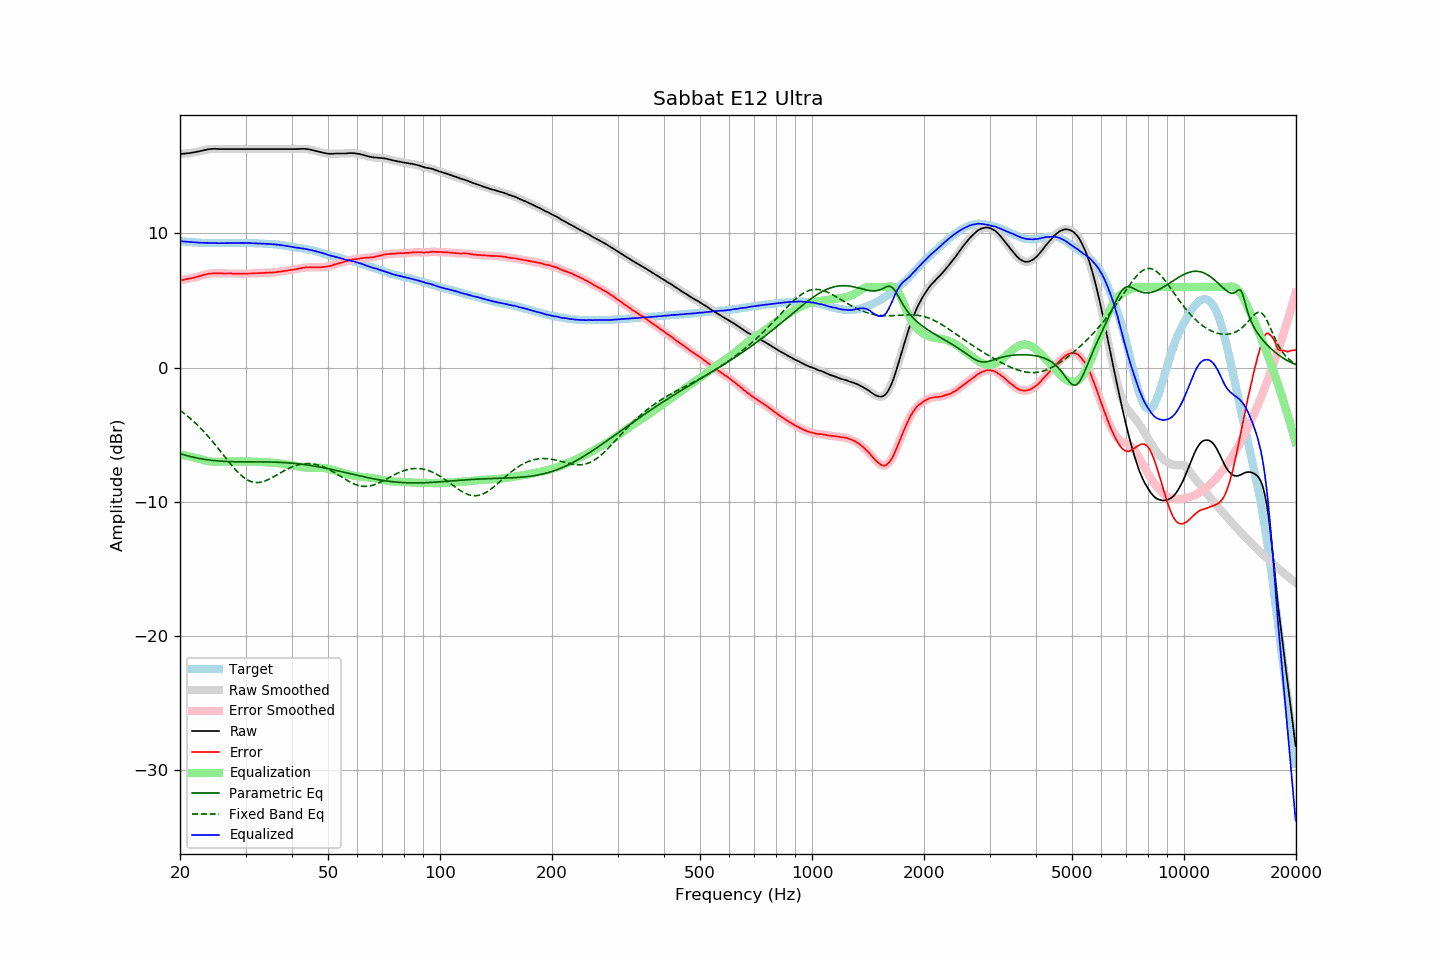 Sabbat E12 Ultra
Amplitude (dBr)
10
0
−10
−20
−30
Target
Raw Smoothed
Error Smoothed
Raw
Error
Equalization
Parametric Eq
Fixed Band Eq
Equalized
20 50 100 200 500 1000 2000 5000 10000 20000
Frequency (Hz)